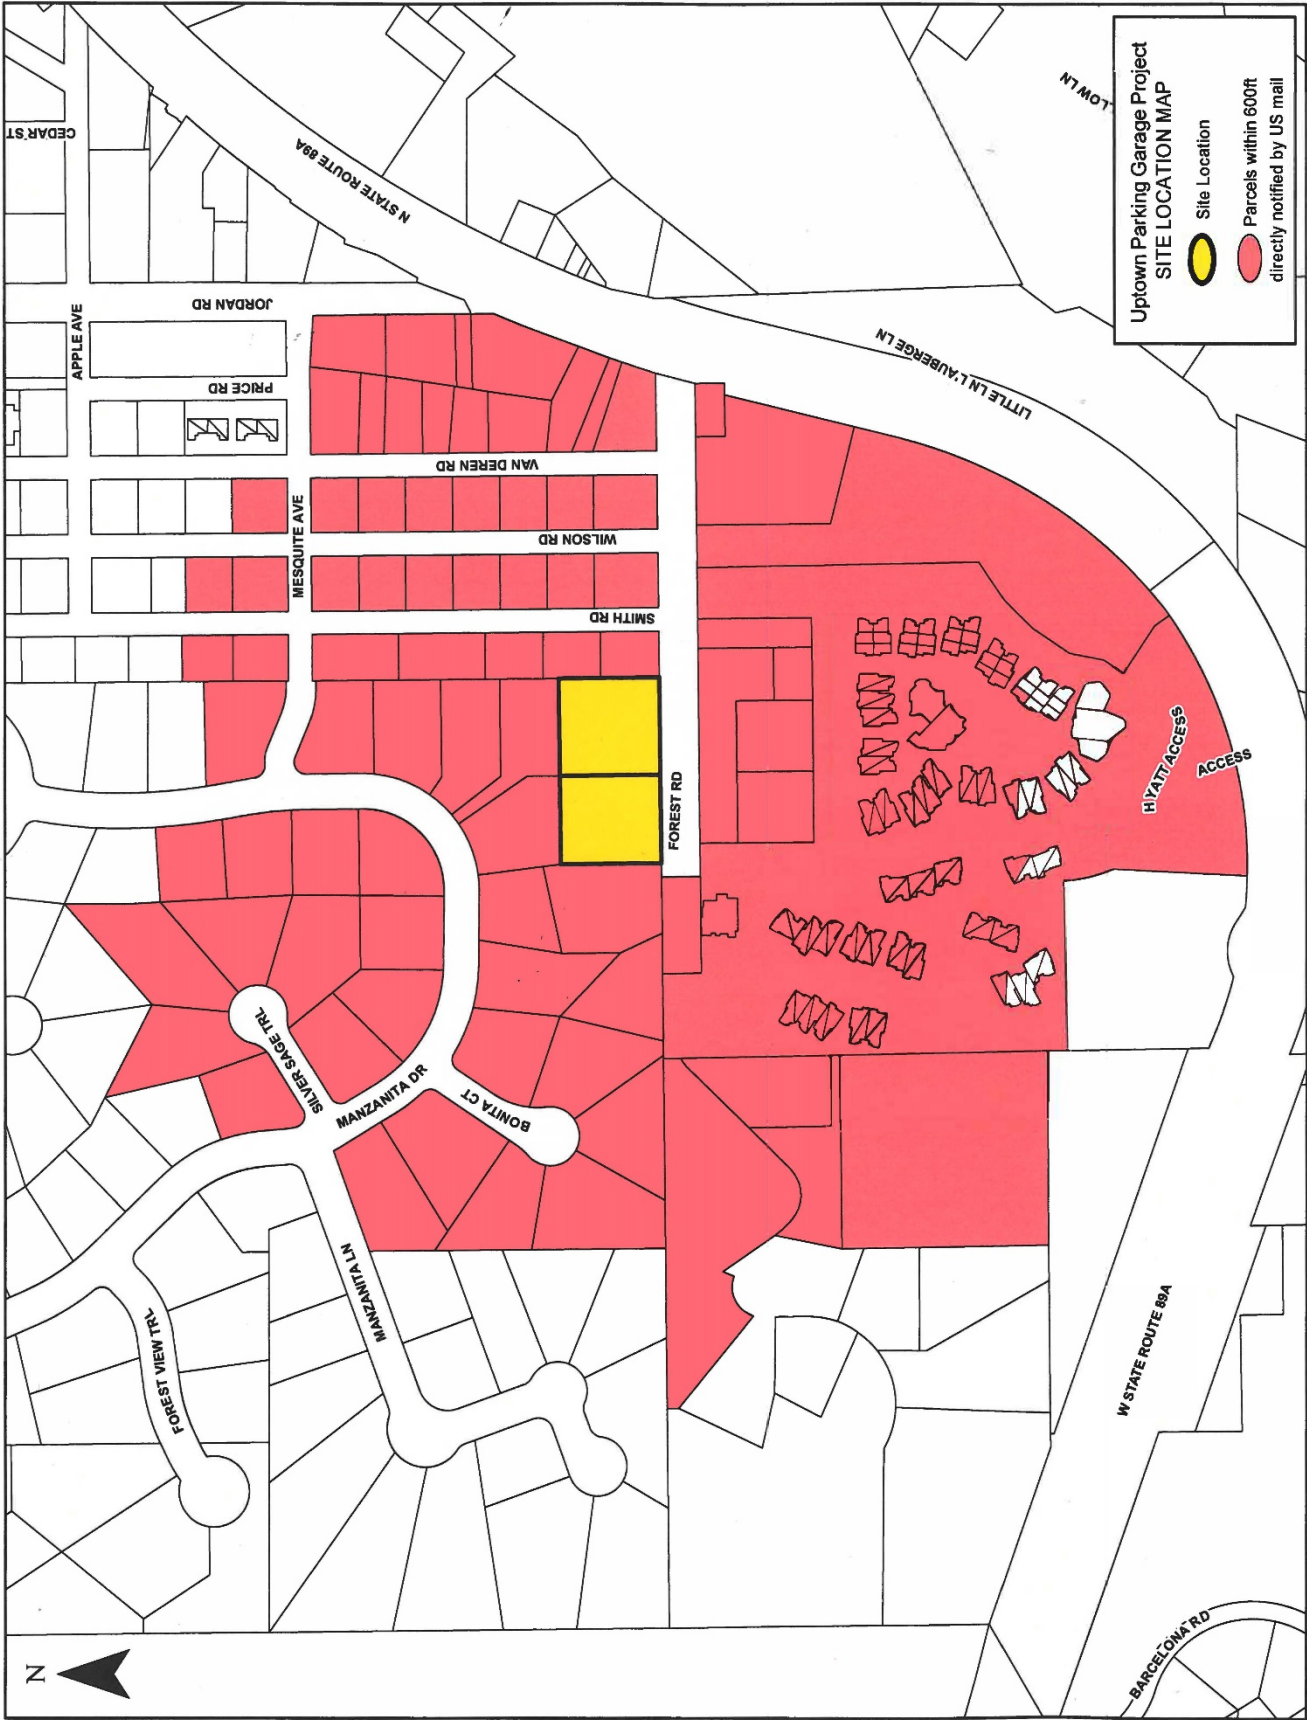 Uptown Parking Garage Project
SITE LOCATION MAP
Site Location
Parcels within 600ft
directly notified by US mail
N
CEDAR ST
N STATE ROUTE 89A
APPLE AVE
JORDAN RD
PRICE RD
VAN DEREN RD
MESQUITE AVE
WILSON RD
SMITH RD
FOREST RD
LITTLE LN L'AUBERGE LN
LOW LN
HYATT ACCESS
ACCESS
SILVER SAGE TRL
MANZANITA DR
BONITA CT
MANZANITA LN
FOREST VIEW TRL
W STATE ROUTE 89A
BARCELONA RD